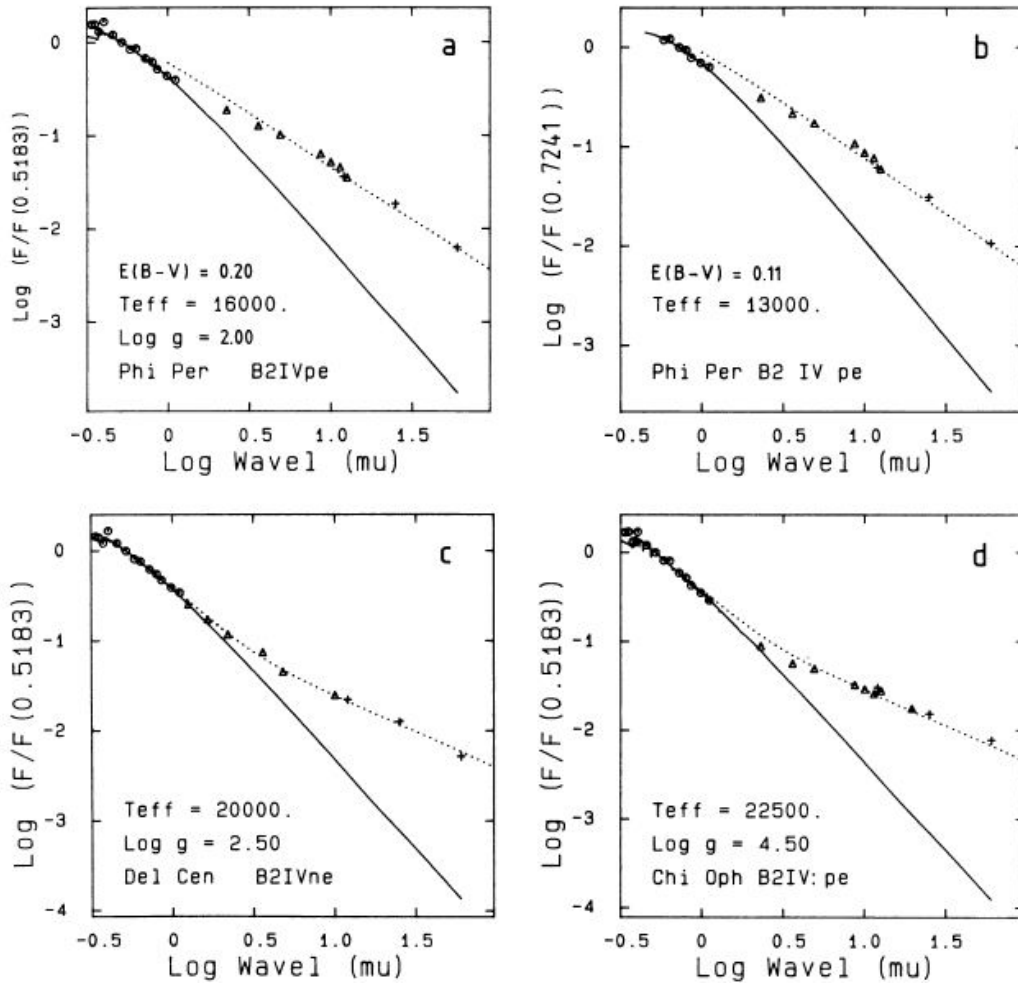 a
0
-1
-2
-3
Log (F/F(0.5183))
E(B-V) = 0.20
Teff = 16000.
Log g = 2.00
Phi Per B2IVpe
-0.5 0 0.5 1.0 1.5
Log Wavel (mu)
b
0
-1
-2
-3
Log (F/F(0.7241))
E(B-V) = 0.11
Teff = 13000.
Phi Per B2 IV pe
-0.5 0 0.5 1.0 1.5
Log Wavel (mu)
c
0
-1
-2
-3
-4
Log (F/F(0.5183))
Teff = 20000.
Log g = 2.50
Del Cen B2IVne
-0.5 0 0.5 1.0 1.5
Log Wavel (mu)
d
0
-1
-2
-3
-4
Log (F/F(0.5183))
Teff = 22500.
Log g = 4.50
Chi Oph B2IV: pe
-0.5 0 0.5 1.0 1.5
Log Wavel (mu)